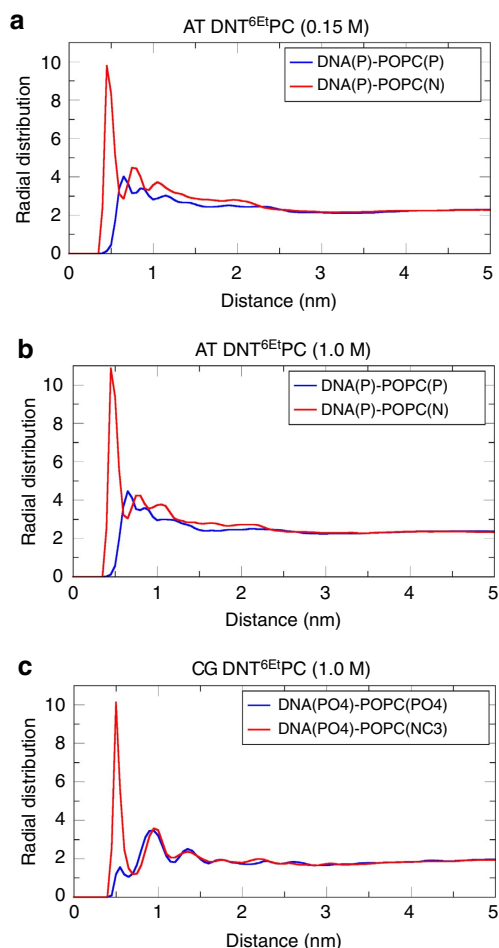 a
AT DNT6EtPC (0.15 M)
DNA(P)-POPC(P)
DNA(P)-POPC(N)
Radial distribution
10
8
6
4
2
0
0 1 2 3 4 5
Distance (nm)
b
AT DNT6EtPC (1.0 M)
DNA(P)-POPC(P)
DNA(P)-POPC(N)
Radial distribution
10
8
6
4
2
0
0 1 2 3 4 5
Distance (nm)
c
CG DNT6EtPC (1.0 M)
DNA(PO4)-POPC(PO4)
DNA(PO4)-POPC(NC3)
Radial distribution
10
8
6
4
2
0
0 1 2 3 4 5
Distance (nm)